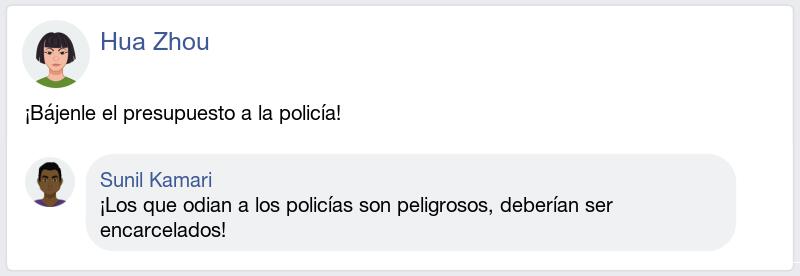 Hua Zhou
¡Bájenle el presupuesto a la policía!
Sunil Kamari
¡Los que odian a los policías son peligrosos, deberían ser
encarcelados!